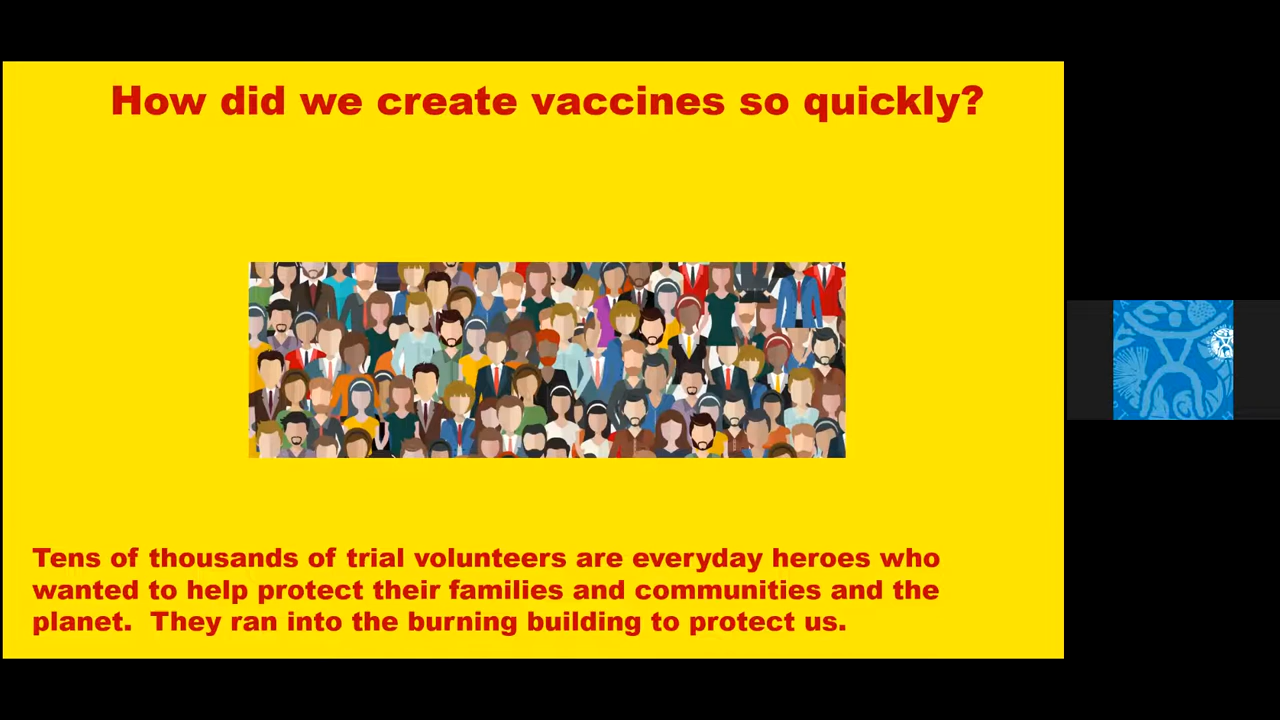 How did we create vaccines so quickly?
Tens of thousands of trial volunteers are everyday heroes who
wanted to help protect their families and communities and the
planet.  They ran into the burning building to protect us.